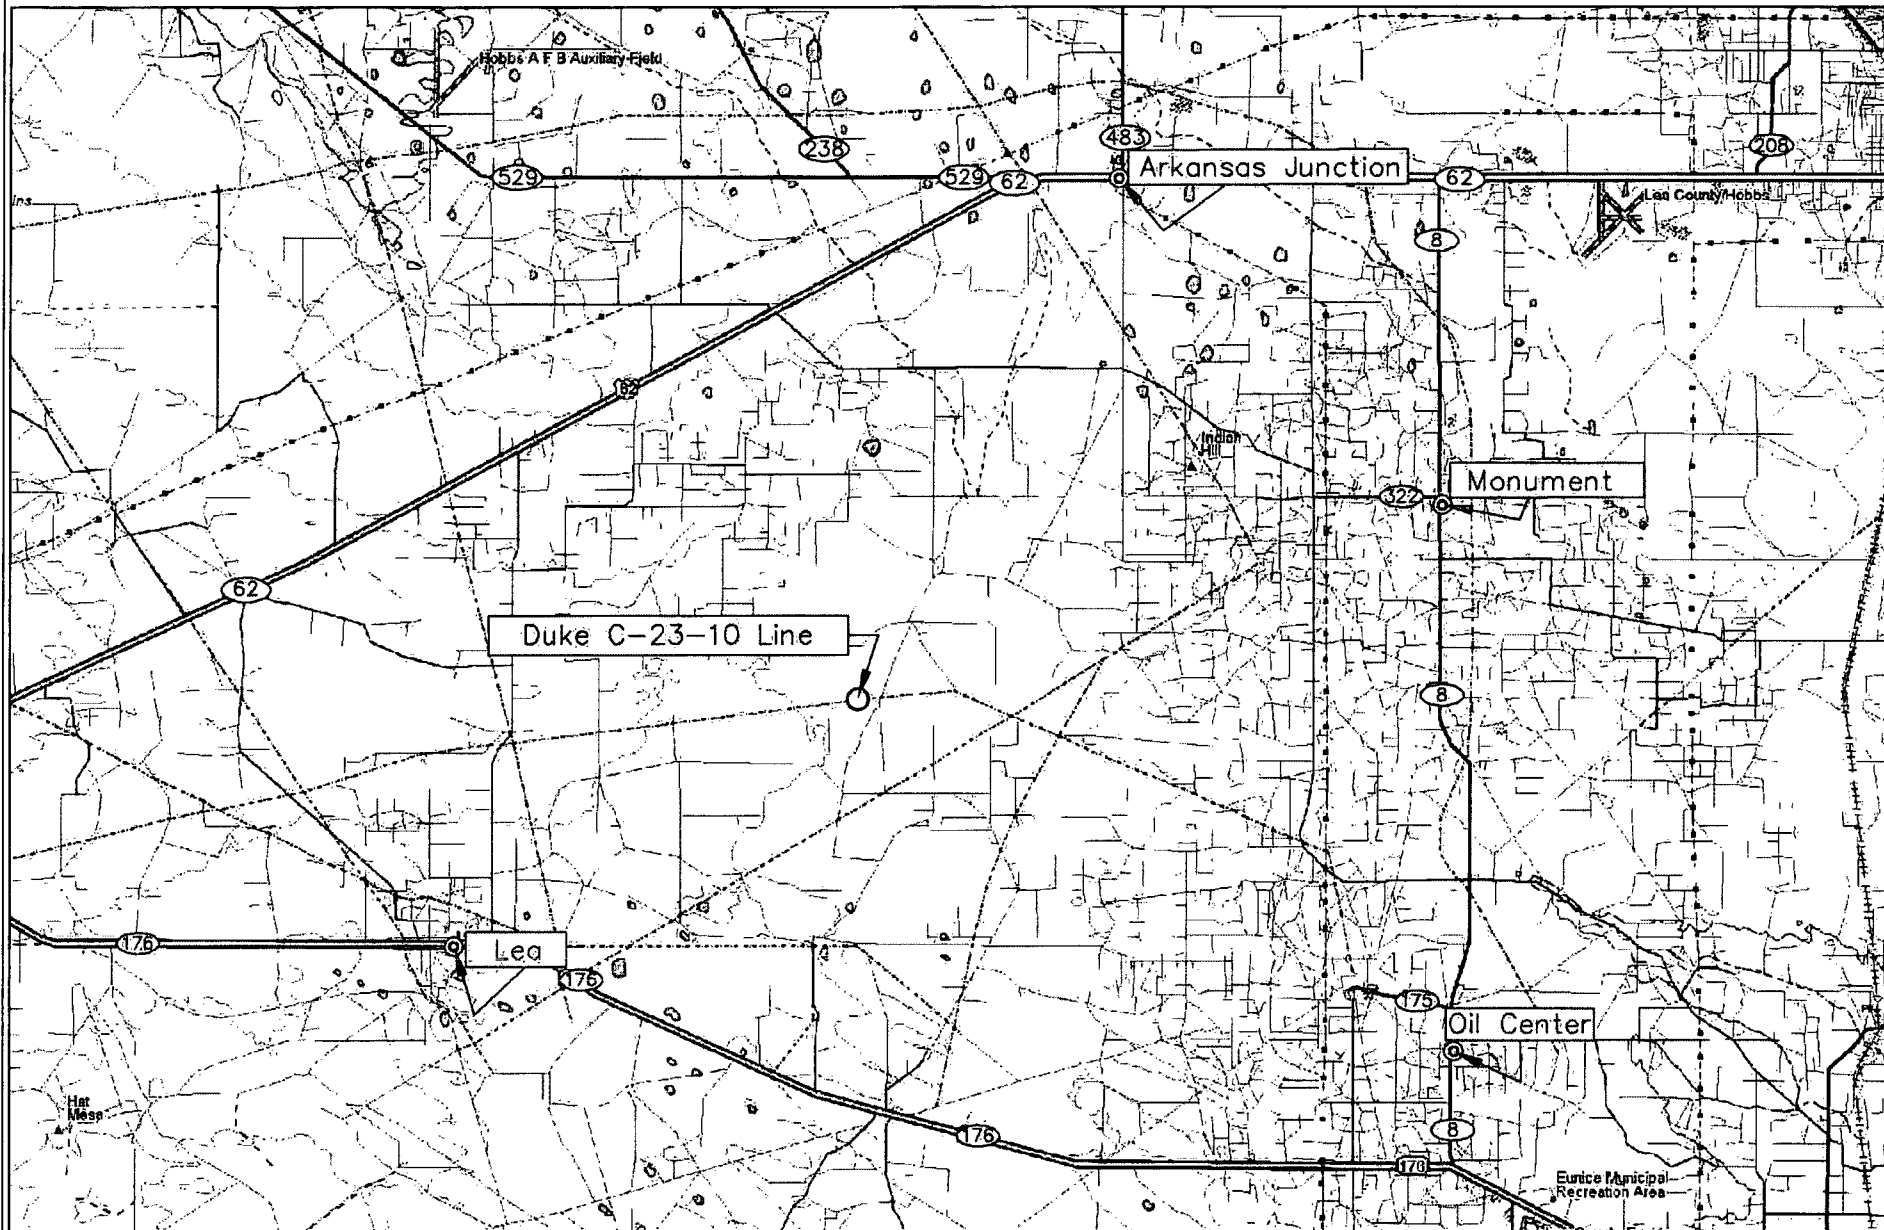 Hobbs A F B Auxiliary Field
238
483
208
529
529
62
Arkansas Junction
62
Lea County/Hobbs
8
62
Indian
Hill
Monument
322
62
Duke C-23-10 Line
8
176
Lea
176
175
Oil Center
Hat
Mesa
176
8
176
Eunice Municipal
Recreation Area